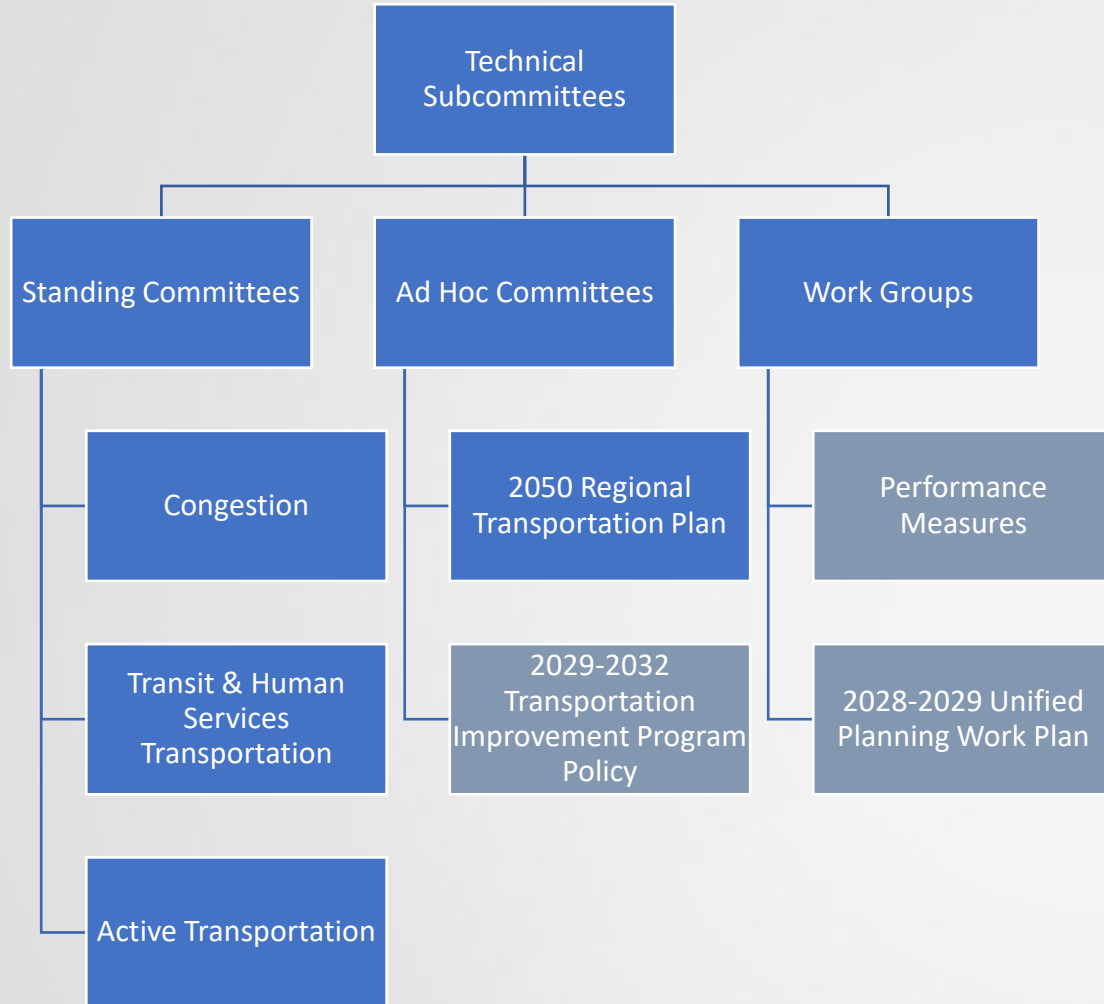 Technical
Subcommittees
Standing Committees
Ad Hoc Committees
Work Groups
Congestion
2050 Regional
Transportation Plan
Performance
Measures
Transit & Human
Services
Transportation
2029-2032
Transportation
Improvement Program
Policy
2028-2029 Unified
Planning Work Plan
Active Transportation